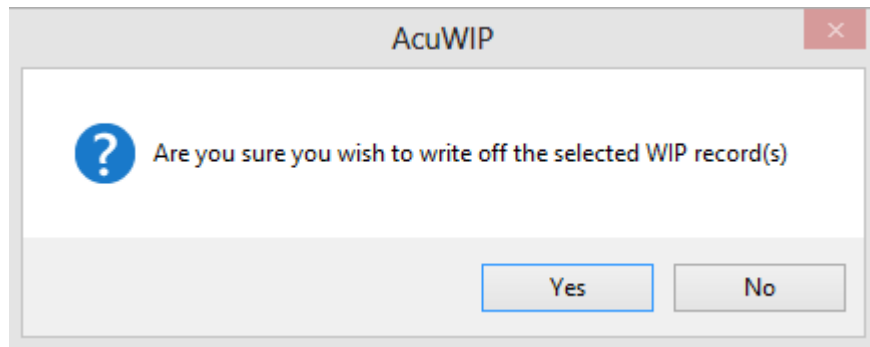 AcuWIP
Are you sure you wish to write off the selected WIP record(s)
Yes
No